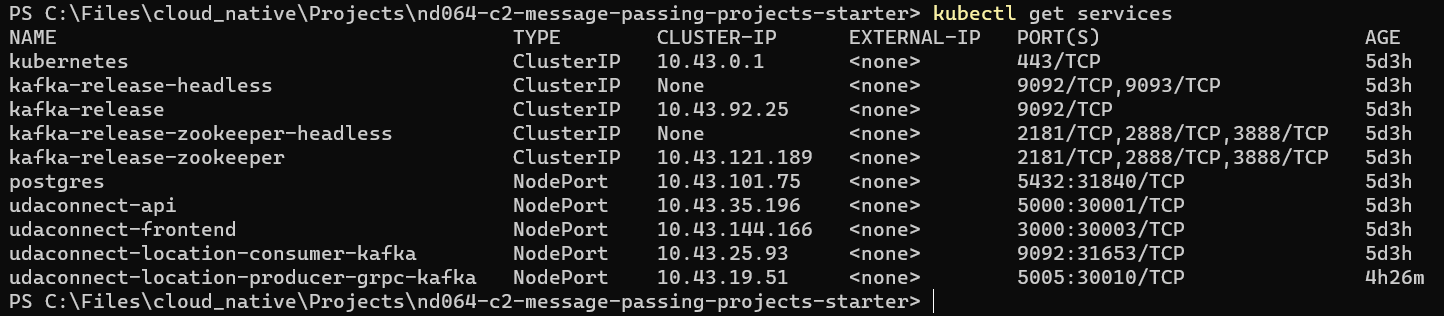 PS C:\Files\cloud_native\Projects\nd064-c2-message-passing-projects-starter> kubectl get services
NAME TYPE CLUSTER-IP EXTERNAL-IP PORT(S) AGE
kubernetes ClusterIP 10.43.0.1 <none> 443/TCP 5d3h
kafka-release-headless ClusterIP None <none> 9092/TCP,9093/TCP 5d3h
kafka-release ClusterIP 10.43.92.25 <none> 9092/TCP 5d3h
kafka-release-zookeeper-headless ClusterIP None <none> 2181/TCP,2888/TCP,3888/TCP 5d3h
kafka-release-zookeeper ClusterIP 10.43.121.189 <none> 2181/TCP,2888/TCP,3888/TCP 5d3h
postgres NodePort 10.43.101.75 <none> 5432:31840/TCP 5d3h
udaconnect-api NodePort 10.43.35.196 <none> 5000:30001/TCP 5d3h
udaconnect-frontend NodePort 10.43.144.166 <none> 3000:30003/TCP 5d3h
udaconnect-location-consumer-kafka NodePort 10.43.25.93 <none> 9092:31653/TCP 5d3h
udaconnect-location-producer-grpc-kafka NodePort 10.43.19.51 <none> 5005:30010/TCP 4h26m
PS C:\Files\cloud_native\Projects\nd064-c2-message-passing-projects-starter>